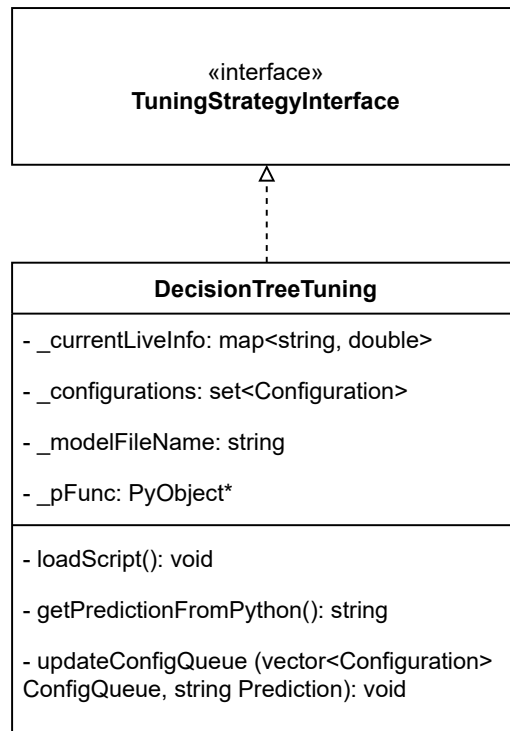 «interface»
TuningStrategyInterface
DecisionTreeTuning
- _currentLiveInfo: map<string, double>
- _configurations: set<Configuration>
- _modelFileName: string
- _pFunc: PyObject*
- loadScript(): void
- getPredictionFromPython(): string
- updateConfigQueue (vector<Configuration>
ConfigQueue, string Prediction): void